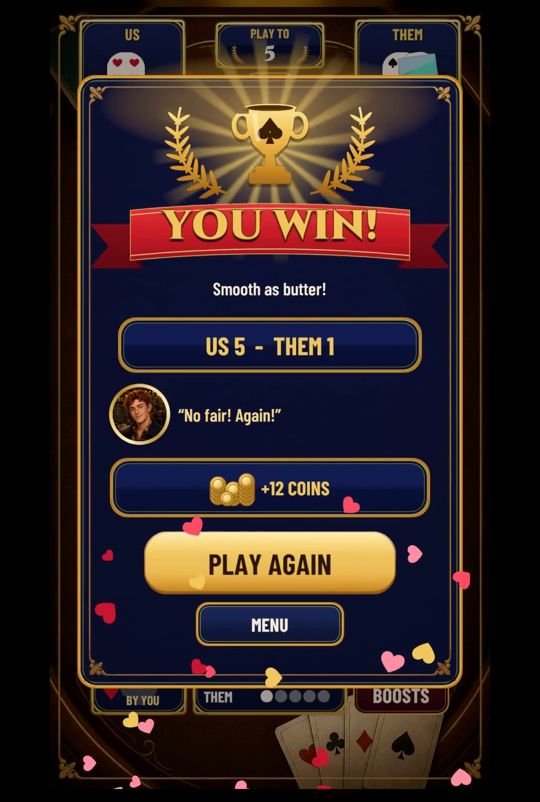 US
PLAY TO
5
THEM
YOU WIN!
Smooth as butter!
US 5 - THEM 1
“No fair! Again!”
+12 COINS
PLAY AGAIN
MENU
BY YOU
THEM
BOOSTS